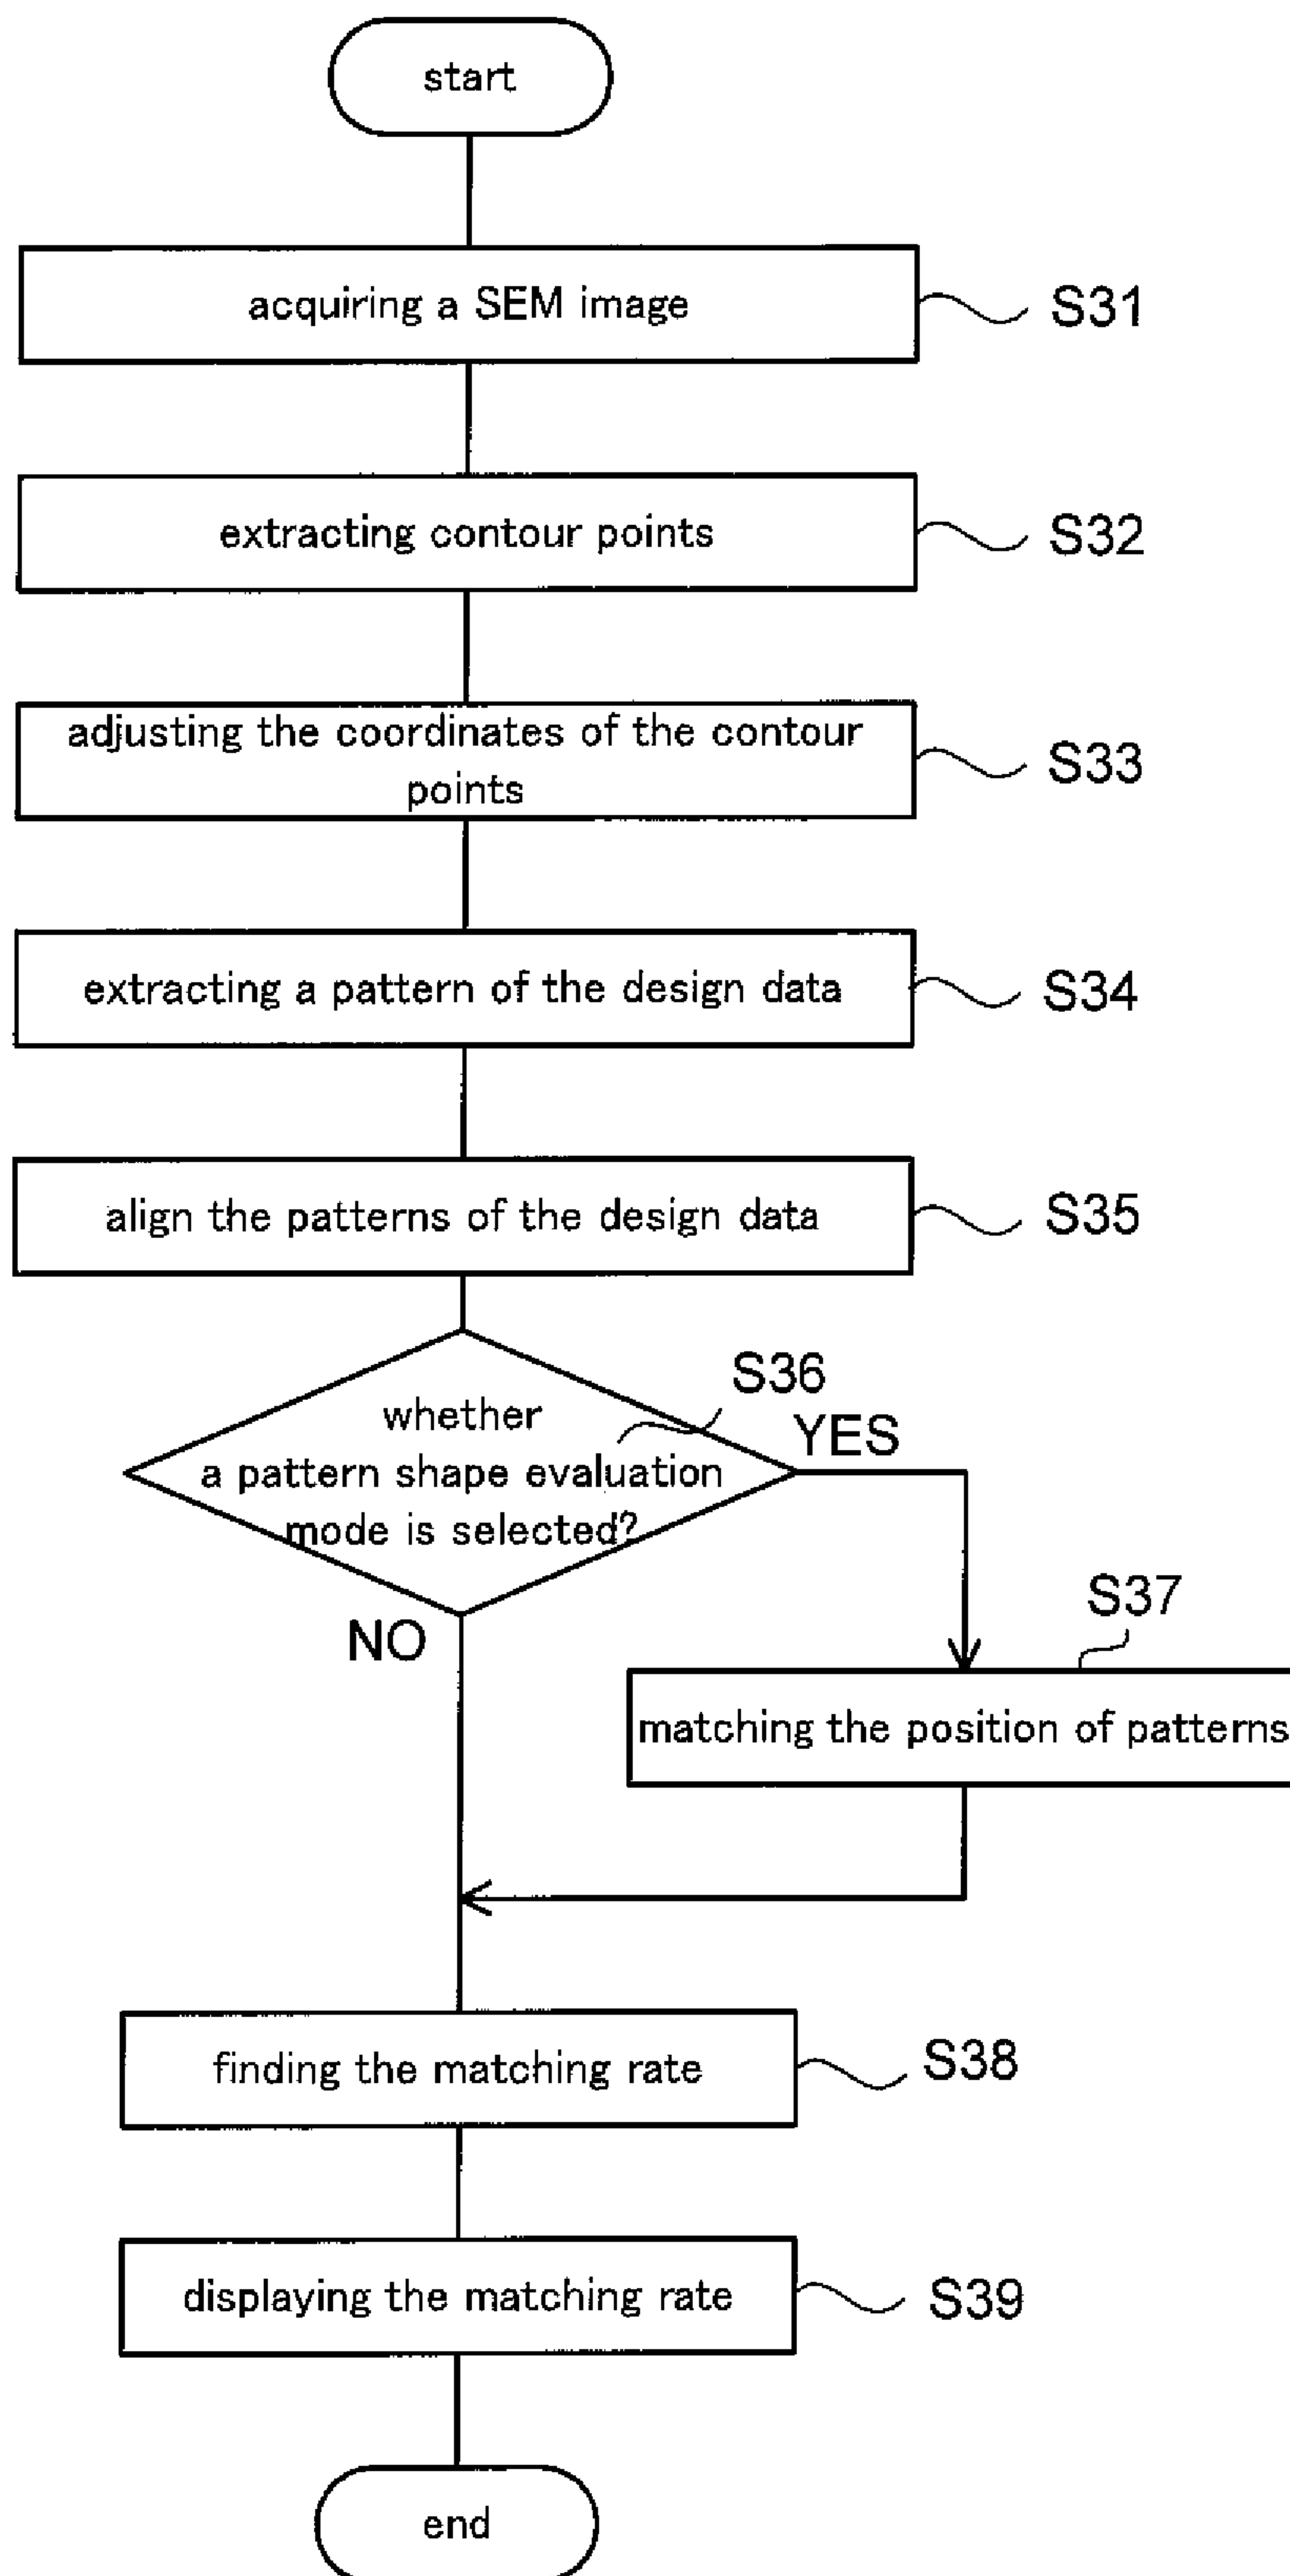 start
acquiring a SEM image
S31
extracting contour points
S32
adjusting the coordinates of the contour
points
S33
extracting a pattern of the design data
S34
align the patterns of the design data
S35
S36
whether
a pattern shape evaluation
mode is selected?
YES
NO
S37
matching the position of patterns
finding the matching rate
S38
displaying the matching rate
S39
end